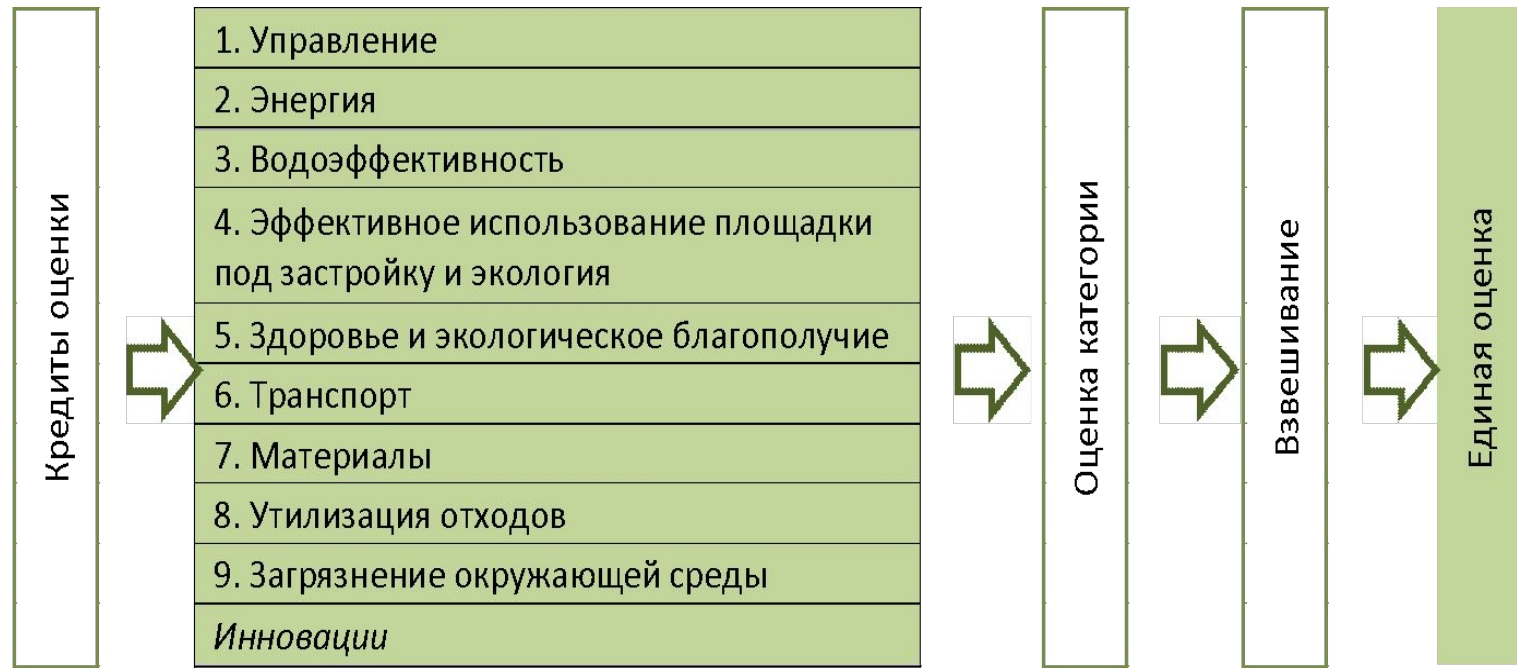 Кредиты оценки
1. Управление
2. Энергия
3. Водоэффективность
4. Эффективное использование площадки
под застройку и экология
5. Здоровье и экологическое благополучие
6. Транспорт
7. Материалы
8. Утилизация отходов
9. Загрязнение окружающей среды
Инновации
Оценка категории
Взвешивание
Единая оценка